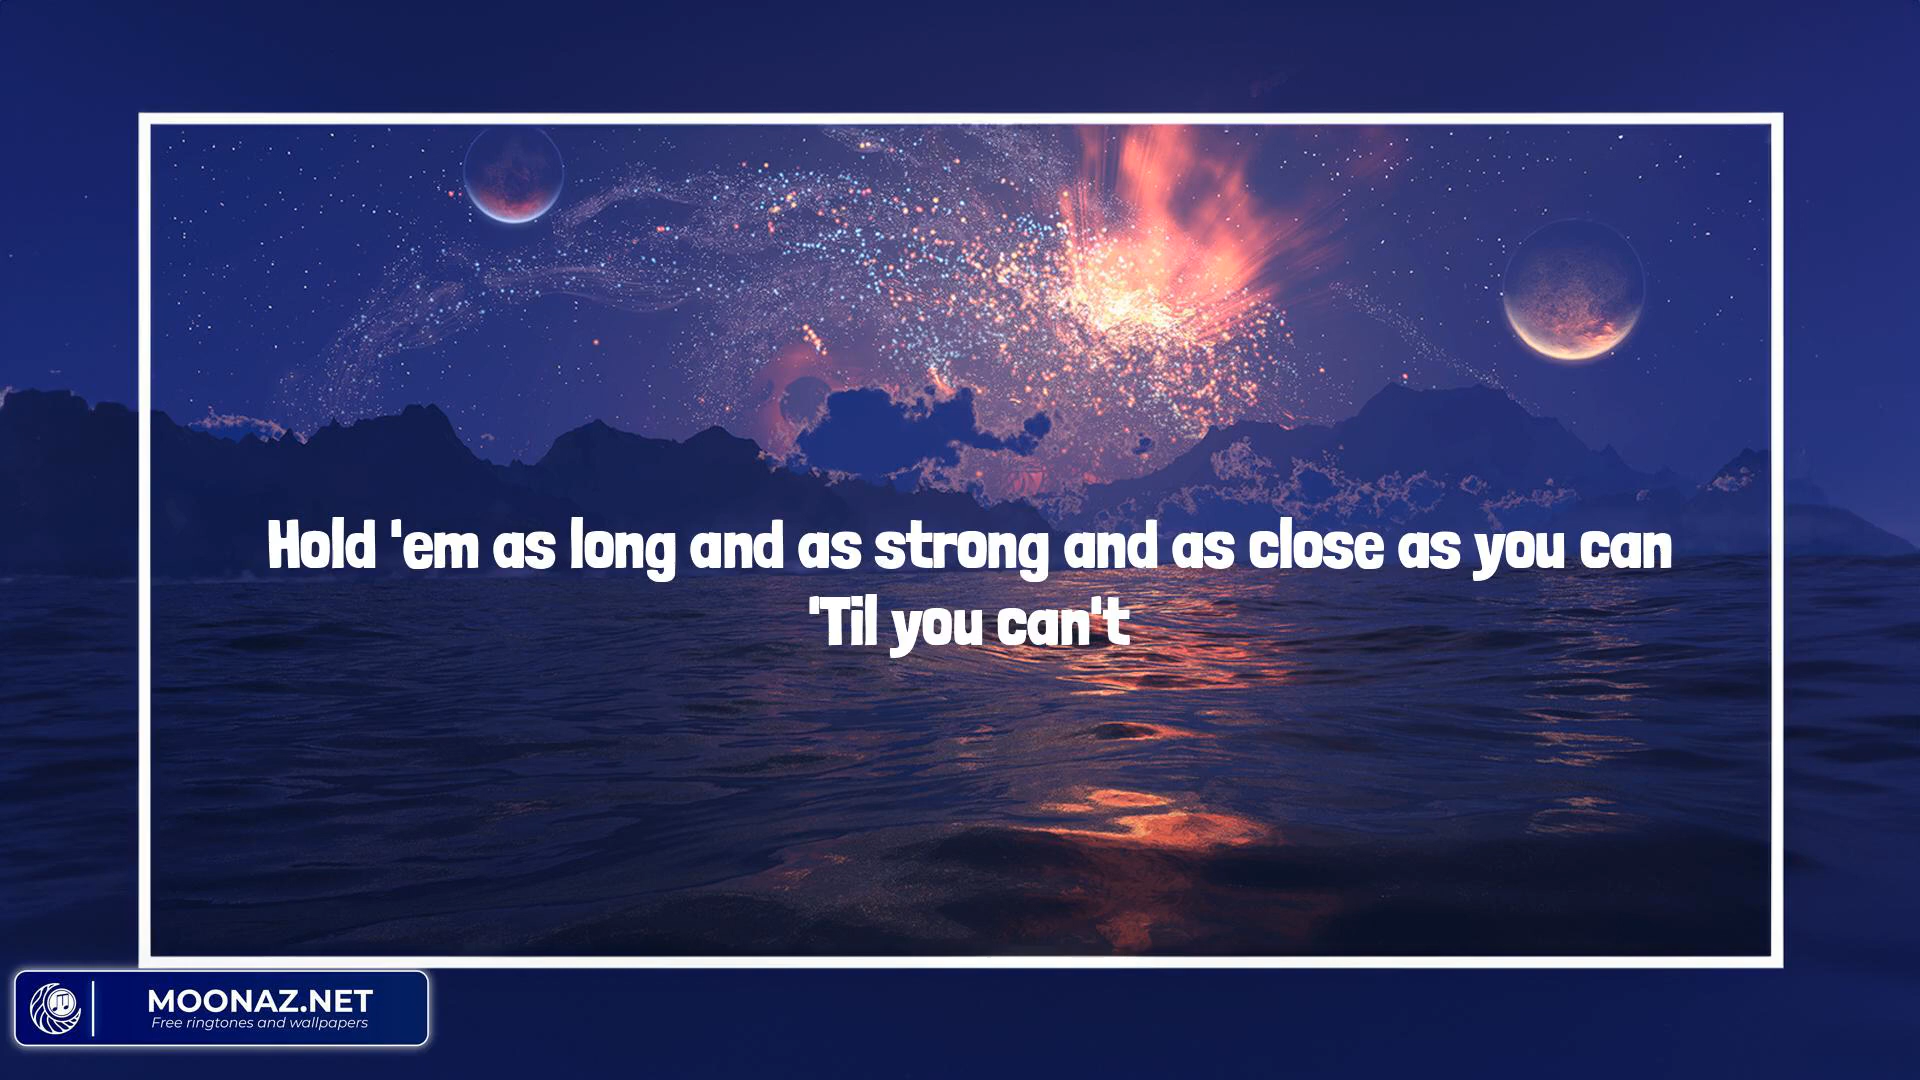 Hold 'em as long and as strong and as close as you can
'Til you can't
MOONAZ.NET
Free ringtones and wallpapers